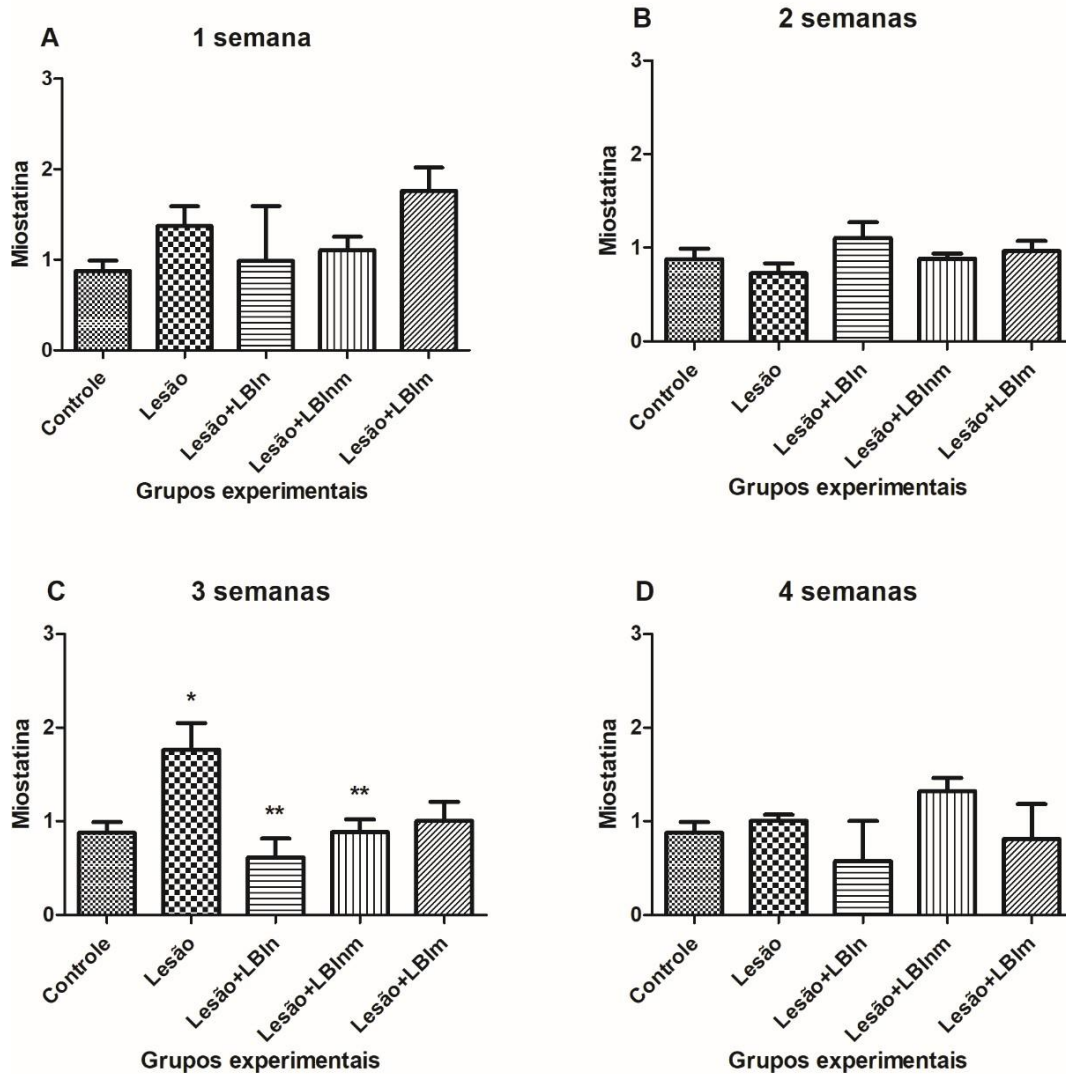 A
1 semana
3
2
1
0
Miostatina
Controle
Lesão
Lesão+LBIn
Lesão+LBInm
Lesão+LBIm
Grupos experimentais
B
2 semanas
3
2
1
0
Miostatina
Controle
Lesão
Lesão+LBIn
Lesão+LBInm
Lesão+LBIm
Grupos experimentais
C
3 semanas
3
2
1
0
Miostatina
*
**
**
Controle
Lesão
Lesão+LBIn
Lesão+LBInm
Lesão+LBIm
Grupos experimentais
D
4 semanas
3
2
1
0
Miostatina
Controle
Lesão
Lesão+LBIn
Lesão+LBInm
Lesão+LBIm
Grupos experimentais